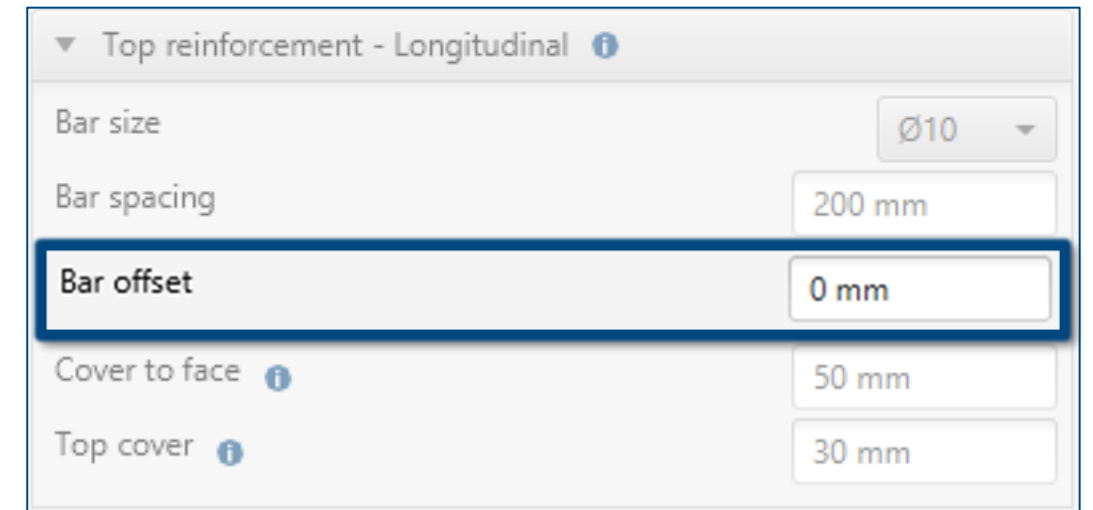 Top reinforcement - Longitudinal
Bar size Ø10
Bar spacing 200 mm
Bar offset 0 mm
Cover to face 50 mm
Top cover 30 mm